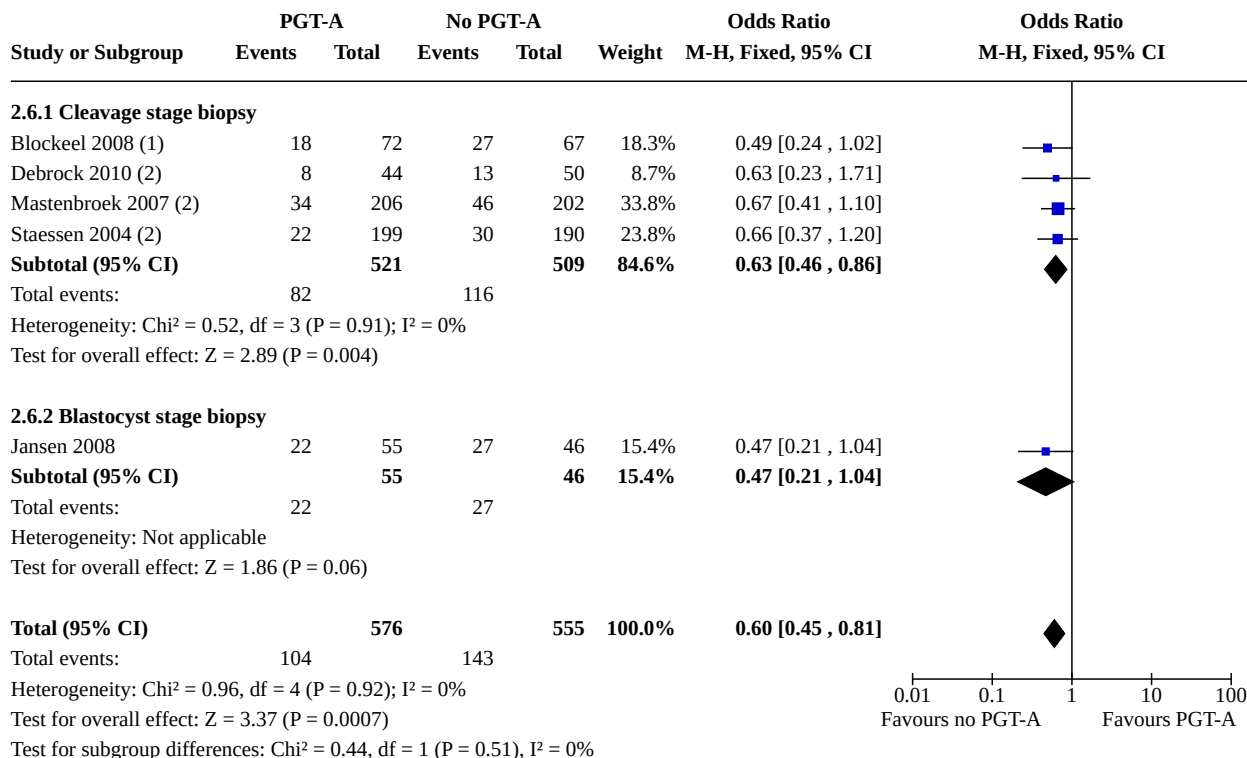 PGT-A No PGT-A Odds Ratio Odds Ratio
Study or Subgroup Events Total Events Total Weight M-H, Fixed, 95% CI M-H, Fixed, 95% CI
2.6.1 Cleavage stage biopsy
Blockeel 2008 (1) 18 72 27 67 18.3% 0.49 [0.24 , 1.02]
Debrock 2010 (2) 8 44 13 50 8.7% 0.63 [0.23 , 1.71]
Mastenbroek 2007 (2) 34 206 46 202 33.8% 0.67 [0.41 , 1.10]
Staessen 2004 (2) 22 199 30 190 23.8% 0.66 [0.37 , 1.20]
Subtotal (95% CI) 521 509 84.6% 0.63 [0.46 , 0.86]
Total events: 82 116
Heterogeneity: Chi² = 0.52, df = 3 (P = 0.91); I² = 0%
Test for overall effect: Z = 2.89 (P = 0.004)
2.6.2 Blastocyst stage biopsy
Jansen 2008 22 55 27 46 15.4% 0.47 [0.21 , 1.04]
Subtotal (95% CI) 55 46 15.4% 0.47 [0.21 , 1.04]
Total events: 22 27
Heterogeneity: Not applicable
Test for overall effect: Z = 1.86 (P = 0.06)
Total (95% CI) 576 555 100.0% 0.60 [0.45 , 0.81]
Total events: 104 143
Heterogeneity: Chi² = 0.96, df = 4 (P = 0.92); I² = 0%
0.01 0.1 1 10 100
Test for overall effect: Z = 3.37 (P = 0.0007)
Favours no PGT-A Favours PGT-A
Test for subgroup differences: Chi² = 0.44, df = 1 (P = 0.51), I² = 0%